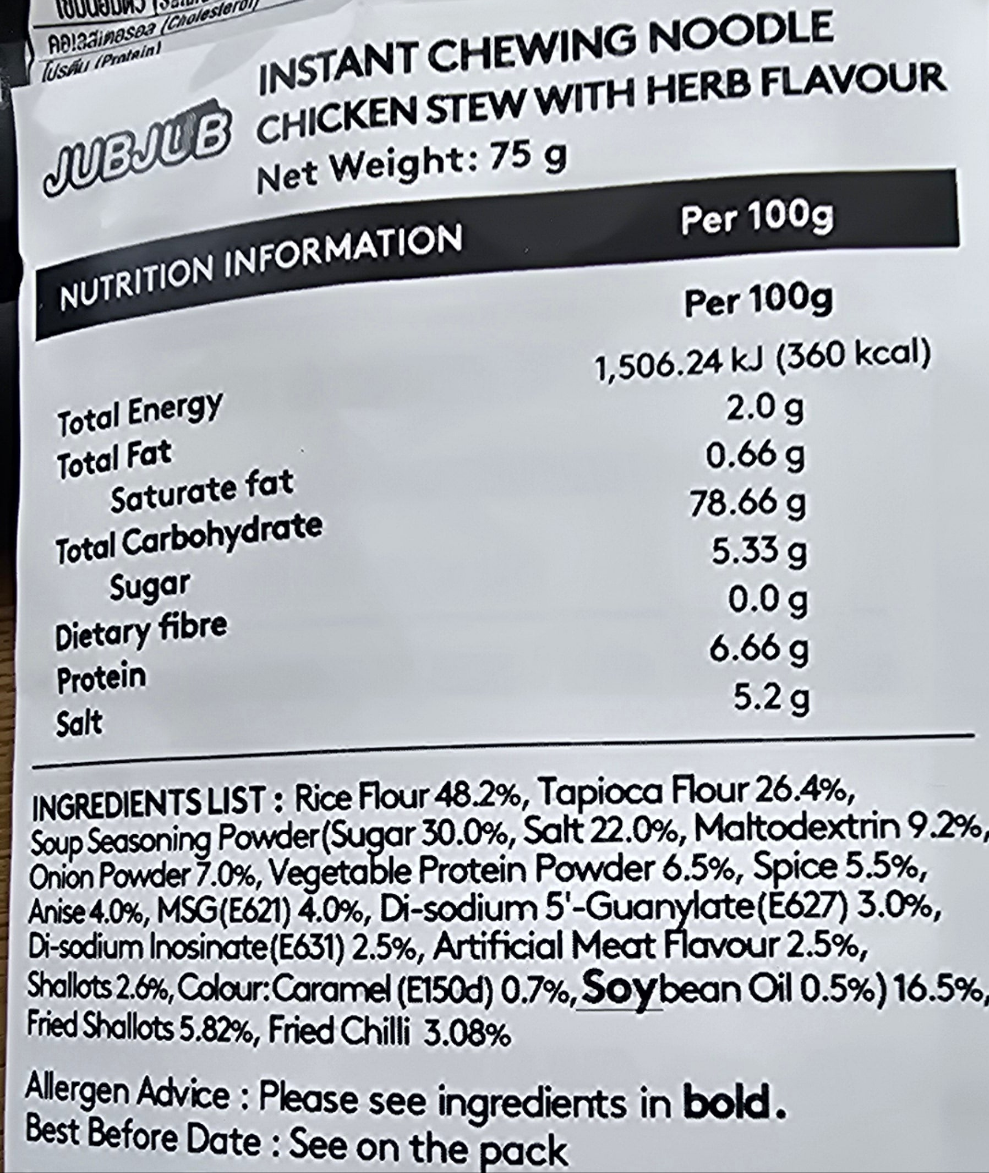 คอเลสเตอรอล (Cholesterol)
โปรตีน (Protein)
JUBJUB
INSTANT CHEWING NOODLE
CHICKEN STEW WITH HERB FLAVOUR
Net Weight: 75 g
NUTRITION INFORMATION Per 100g
Per 100g
Total Energy 1,506.24 kJ (360 kcal)
Total Fat 2.0 g
Saturate fat 0.66 g
Total Carbohydrate 78.66 g
Sugar 5.33 g
Dietary fibre 0.0 g
Protein 6.66 g
Salt 5.2 g
INGREDIENTS LIST : Rice Flour 48.2%, Tapioca Flour 26.4%,
Soup Seasoning Powder(Sugar 30.0%, Salt 22.0%, Maltodextrin 9.2%,
Onion Powder 7.0%, Vegetable Protein Powder 6.5%, Spice 5.5%,
Anise 4.0%, MSG(E621) 4.0%, Di-sodium 5'-Guanylate(E627) 3.0%,
Di-sodium Inosinate(E631) 2.5%, Artificial Meat Flavour 2.5%,
Shallots 2.6%, Colour:Caramel (E150d) 0.7%, Soybean Oil 0.5%) 16.5%,
Fried Shallots 5.82%, Fried Chilli 3.08%
Allergen Advice : Please see ingredients in bold.
Best Before Date : See on the pack